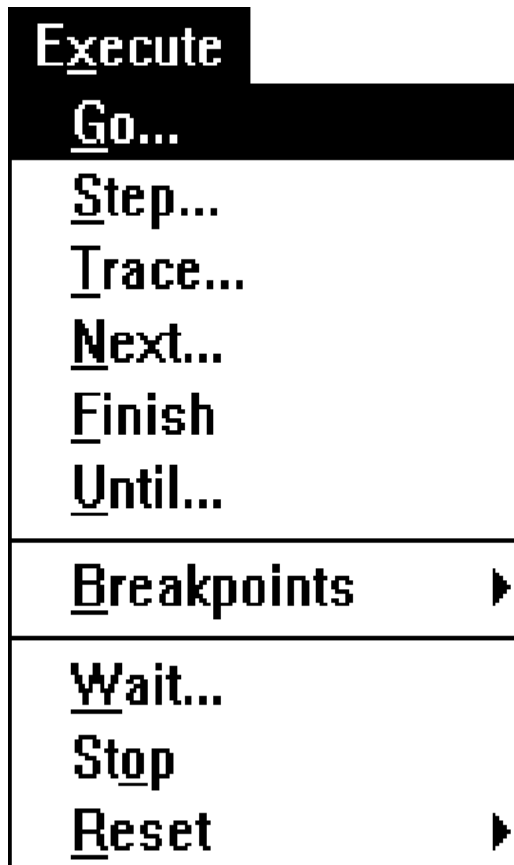 Execute
Go...
Step...
Trace...
Next...
Finish
Until...
Breakpoints
Wait...
Stop
Reset